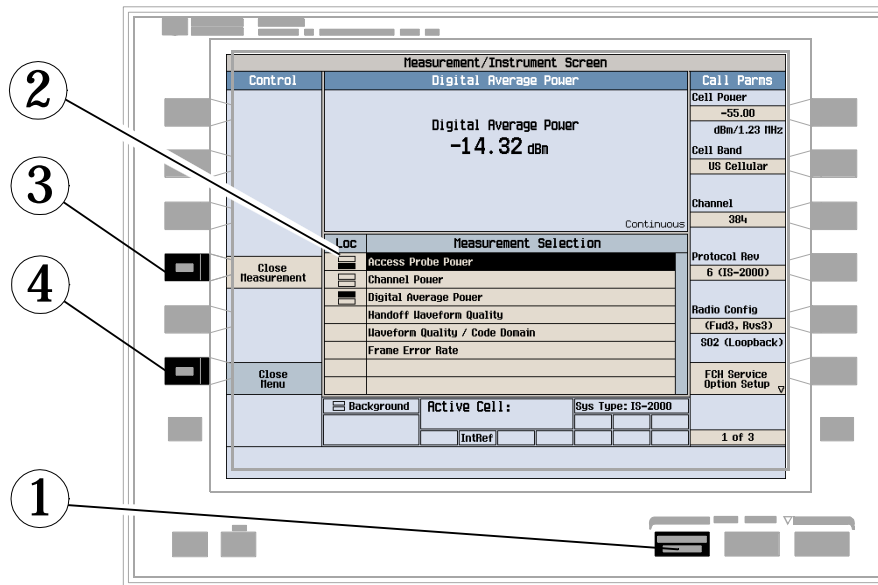 Measurement/Instrument Screen
Control
Digital Average Power
Call Parms
Digital Average Power
-14.32 dBm
Continuous
Cell Power
-55.00
dBm/1.23 MHz
Cell Band
US Cellular
Channel
384
Protocol Rev
6 (IS-2000)
Radio Config
(Fwd3, Rvs3)
SO2 (Loopback)
FCH Service
Option Setup
1 of 3
Loc
Measurement Selection
Access Probe Power
Channel Power
Digital Average Power
Handoff Waveform Quality
Waveform Quality / Code Domain
Frame Error Rate
Close
Measurement
Close
Menu
Background
Active Cell:
Sys Type: IS-2000
IntRef
2
3
4
1